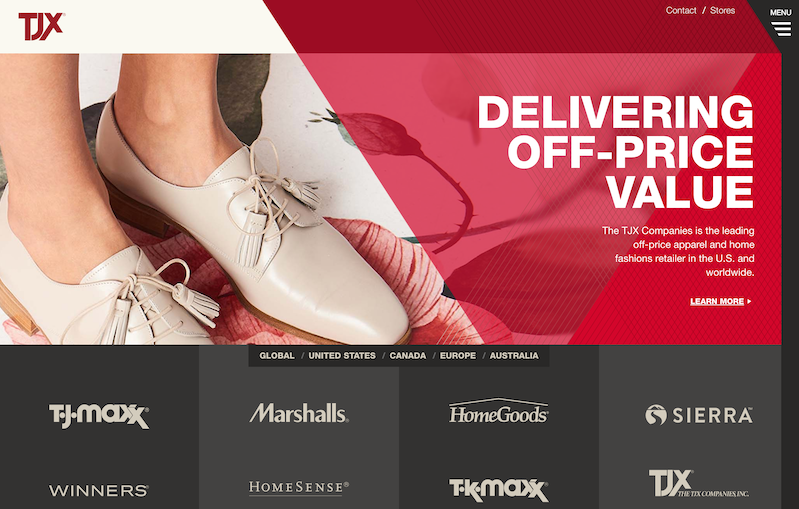 TJX®
Contact / Stores
MENU
DELIVERING
OFF-PRICE
VALUE
The TJX Companies is the leading
off-price apparel and home
fashions retailer in the U.S. and
worldwide.
LEARN MORE
GLOBAL / UNITED STATES / CANADA / EUROPE / AUSTRALIA
T•J•maxx®
Marshalls®
HomeGoods®
SIERRA™
WINNERS®
HOMESENSE®
T•K•maxx®
TJX®
THE TJX COMPANIES, INC.